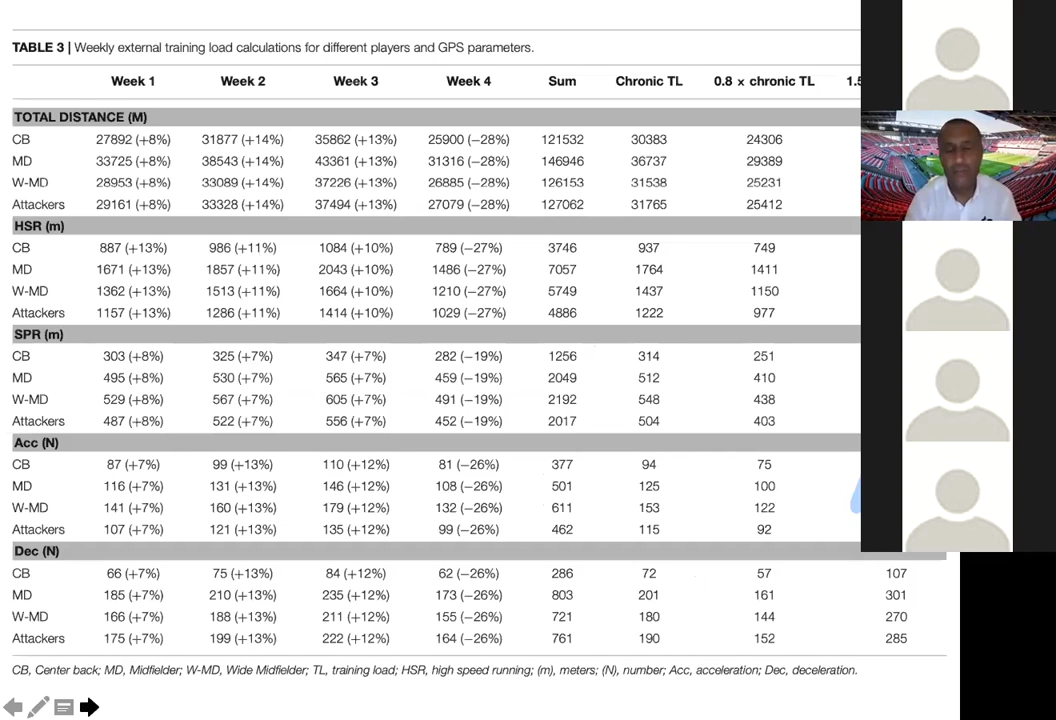 TABLE 3 | Weekly external training load calculations for different players and GPS parameters.
Week 1 Week 2 Week 3 Week 4 Sum Chronic TL 0.8 x chronic TL 1.5
TOTAL DISTANCE (M)
CB 27892 (+8%) 31877 (+14%) 35862 (+13%) 25900 (−28%) 121532 30383 24306
MD 33725 (+8%) 38543 (+14%) 43361 (+13%) 31316 (−28%) 146946 36737 29389
W-MD 28953 (+8%) 33089 (+14%) 37226 (+13%) 26885 (−28%) 126153 31538 25231
Attackers 29161 (+8%) 33328 (+14%) 37494 (+13%) 27079 (−28%) 127062 31765 25412
HSR (m)
CB 887 (+13%) 986 (+11%) 1084 (+10%) 789 (−27%) 3746 937 749
MD 1671 (+13%) 1857 (+11%) 2043 (+10%) 1486 (−27%) 7057 1764 1411
W-MD 1362 (+13%) 1513 (+11%) 1664 (+10%) 1210 (−27%) 5749 1437 1150
Attackers 1157 (+13%) 1286 (+11%) 1414 (+10%) 1029 (−27%) 4886 1222 977
SPR (m)
CB 303 (+8%) 325 (+7%) 347 (+7%) 282 (−19%) 1256 314 251
MD 495 (+8%) 530 (+7%) 565 (+7%) 459 (−19%) 2049 512 410
W-MD 529 (+8%) 567 (+7%) 605 (+7%) 491 (−19%) 2192 548 438
Attackers 487 (+8%) 522 (+7%) 556 (+7%) 452 (−19%) 2017 504 403
Acc (N)
CB 87 (+7%) 99 (+13%) 110 (+12%) 81 (−26%) 377 94 75
MD 116 (+7%) 131 (+13%) 146 (+12%) 108 (−26%) 501 125 100
W-MD 141 (+7%) 160 (+13%) 179 (+12%) 132 (−26%) 611 153 122
Attackers 107 (+7%) 121 (+13%) 135 (+12%) 99 (−26%) 462 115 92
Dec (N)
CB 66 (+7%) 75 (+13%) 84 (+12%) 62 (−26%) 286 72 57 107
MD 185 (+7%) 210 (+13%) 235 (+12%) 173 (−26%) 803 201 161 301
W-MD 166 (+7%) 188 (+13%) 211 (+12%) 155 (−26%) 721 180 144 270
Attackers 175 (+7%) 199 (+13%) 222 (+12%) 164 (−26%) 761 190 152 285
CB, Center back; MD, Midfielder; W-MD, Wide Midfielder; TL, training load; HSR, high speed running; (m), meters; (N), number; Acc, acceleration; Dec, deceleration.